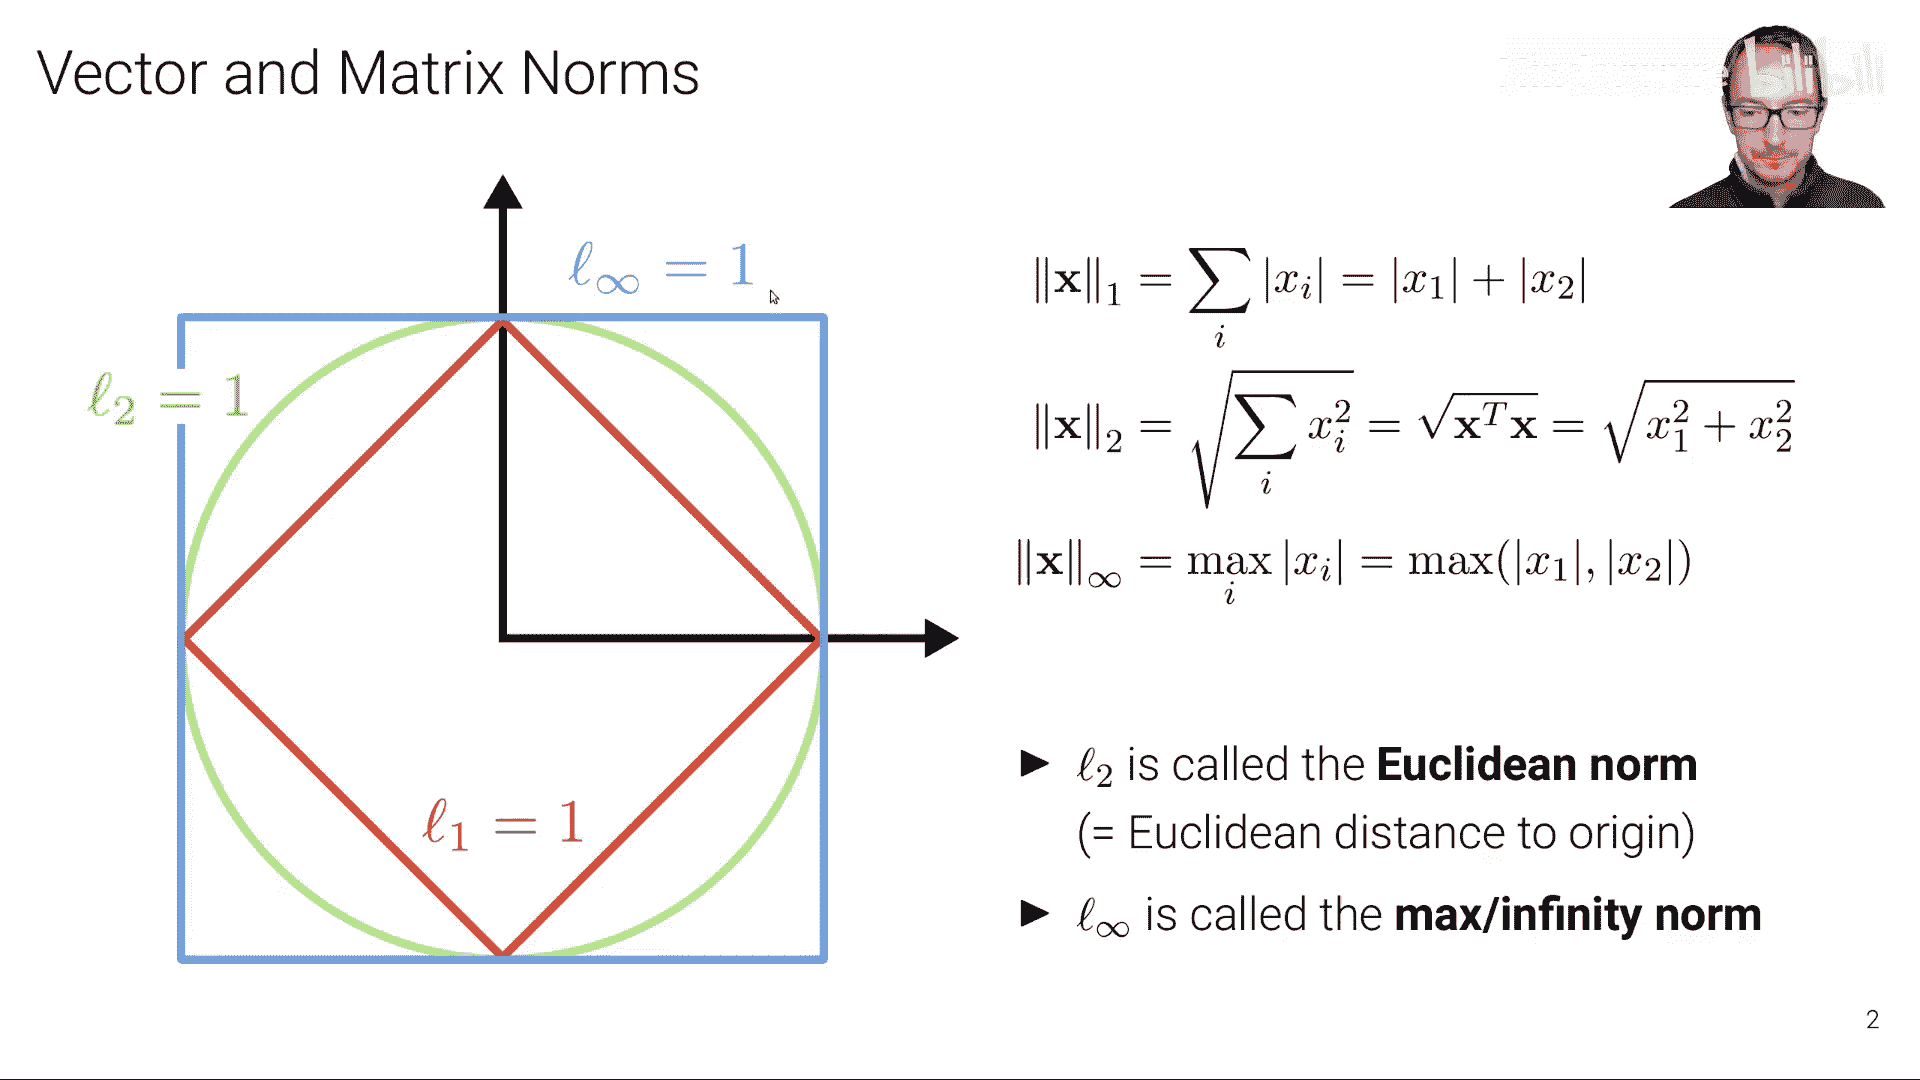 Vector and Matrix Norms
ℓ∞ = 1
ℓ₂ = 1
ℓ₁ = 1
‖x‖₁ = ∑ᵢ |xᵢ| = |x₁| + |x₂|
‖x‖₂ = √(∑ᵢ xᵢ²) = √(xᵀx) = √(x₁² + x₂²)
‖x‖∞ = maxᵢ |xᵢ| = max(|x₁|, |x₂|)
► ℓ₂ is called the Euclidean norm
(= Euclidean distance to origin)
► ℓ∞ is called the max/infinity norm
2